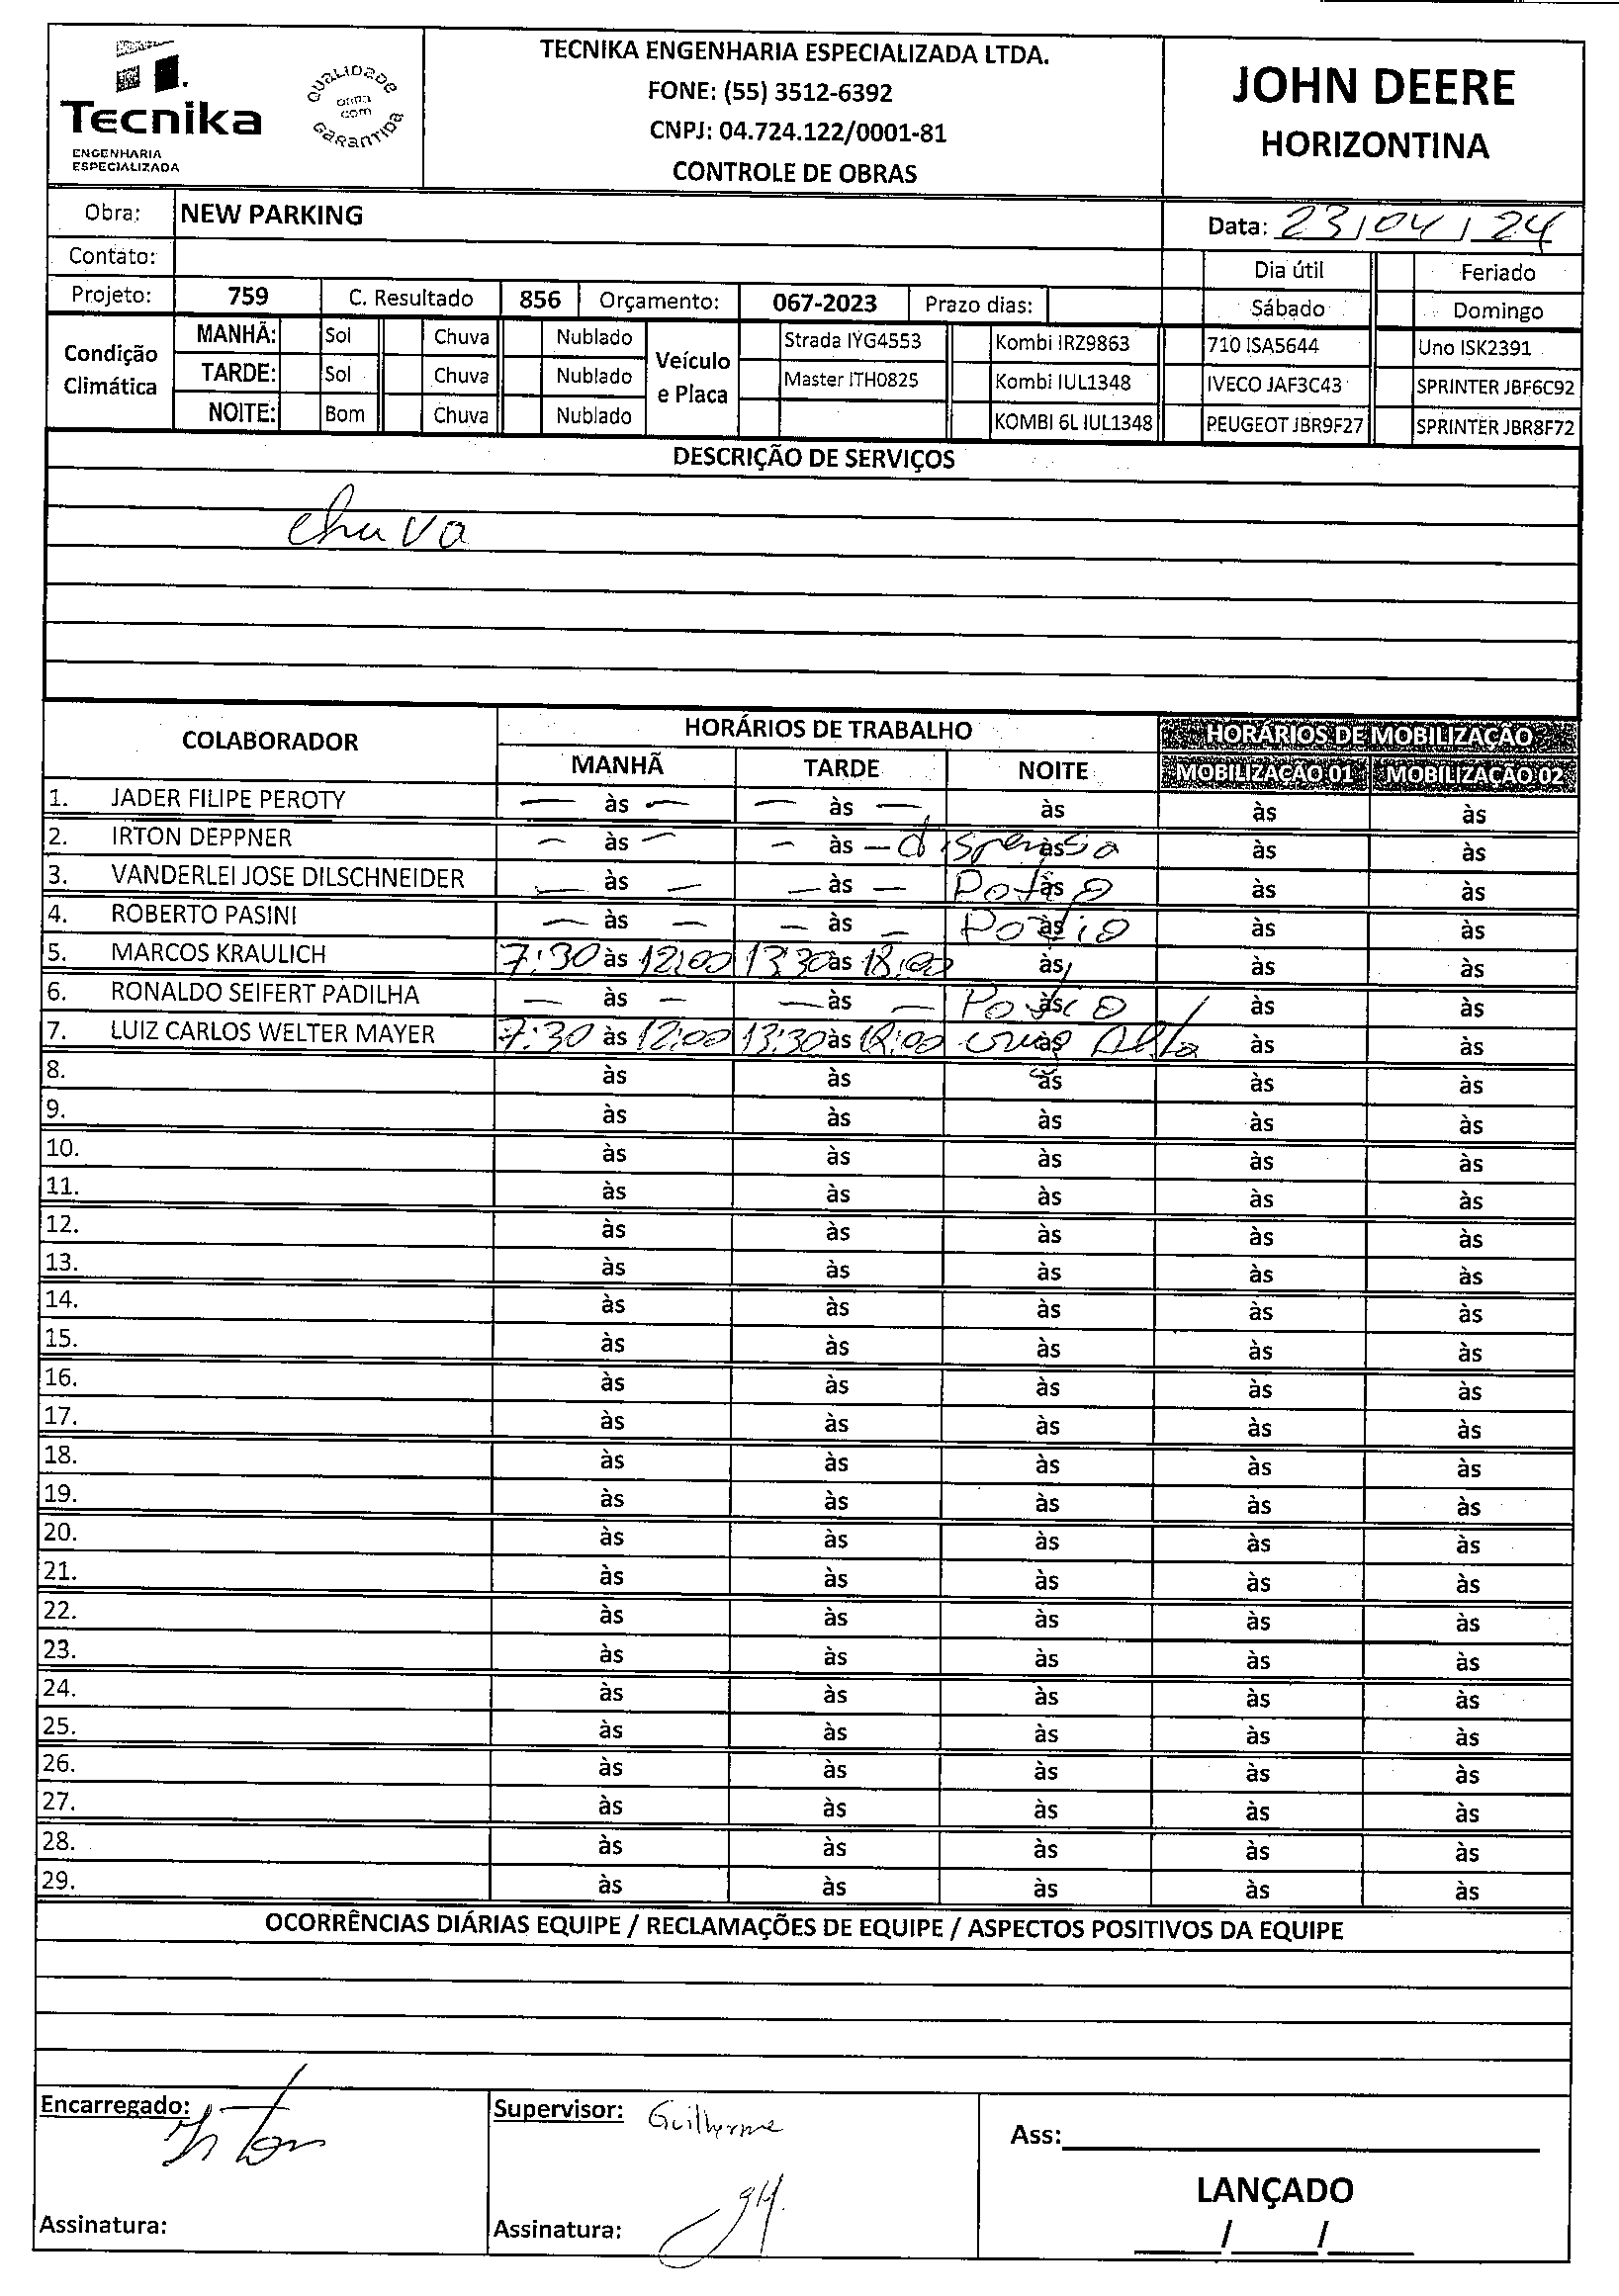 Tecnika
ENGENHARIA
ESPECIALIZADA
QUALIDADE
obra
com
GARANTIDA
TECNIKA ENGENHARIA ESPECIALIZADA LTDA.
FONE: (55) 3512-6392
CNPJ: 04.724.122/0001-81
CONTROLE DE OBRAS
JOHN DEERE
HORIZONTINA
Obra: NEW PARKING
Data: 23/04/24
Contato:
Dia útil Feriado
Projeto: 759 C. Resultado 856 Orçamento: 067-2023 Prazo dias:
Sábado Domingo
Condição Climática
MANHÃ: Sol Chuva Nublado
TARDE: Sol Chuva Nublado
NOITE: Bom Chuva Nublado
Veículo e Placa
Strada IYG4553 Kombi IRZ9863 710 ISA5644 Uno ISK2391
Master ITH0825 Kombi IUL1348 IVECO JAF3C43 SPRINTER JBF6C92
KOMBI 6L IUL1348 PEUGEOT JBR9F27 SPRINTER JBR8F72
DESCRIÇÃO DE SERVIÇOS
chuva
COLABORADOR HORÁRIOS DE TRABALHO HORÁRIOS DE MOBILIZAÇÃO
MANHÃ TARDE NOITE MOBILIZAÇÃO 01 MOBILIZAÇÃO 02
1. JADER FILIPE PEROTY — às — — às — às às às
2. IRTON DEPPNER — às — — às — dispensa às às às
3. VANDERLEI JOSE DILSCHNEIDER — às — — às — às às às
4. ROBERTO PASINI — às — — às — às às às
5. MARCOS KRAULICH 7:30 às 12:00 13:30 às 18:00 às às às
6. RONALDO SEIFERT PADILHA — às — — às — às às às
7. LUIZ CARLOS WELTER MAYER 7:30 às 12:00 13:30 às 18:00 cruz Alta às às às
8. às às às às às
9. às às às às às
10. às às às às às
11. às às às às às
12. às às às às às
13. às às às às às
14. às às às às às
15. às às às às às
16. às às às às às
17. às às às às às
18. às às às às às
19. às às às às às
20. às às às às às
21. às às às às às
22. às às às às às
23. às às às às às
24. às às às às às
25. às às às às às
26. às às às às às
27. às às às às às
28. às às às às às
29. às às às às às
OCORRÊNCIAS DIÁRIAS EQUIPE / RECLAMAÇÕES DE EQUIPE / ASPECTOS POSITIVOS DA EQUIPE
Encarregado: Irton
Supervisor: Guilherme
Ass:
LANÇADO
Assinatura:
Assinatura: gH.
/ /